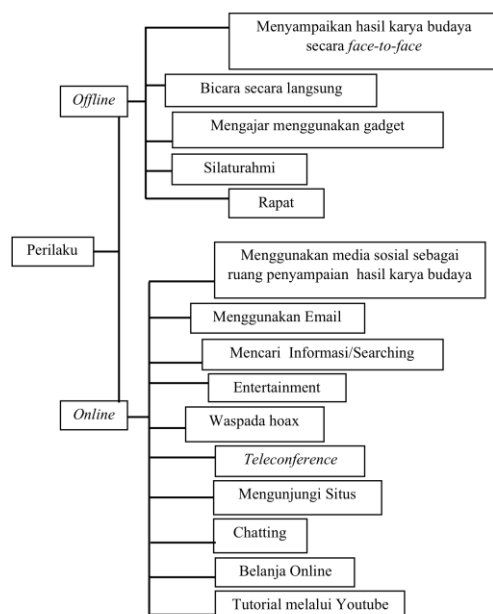 Menyampaikan hasil karya budaya
secara face-to-face
Offline
Bicara secara langsung
Mengajar menggunakan gadget
Silaturahmi
Rapat
Perilaku
Menggunakan media sosial sebagai
ruang penyampaian hasil karya budaya
Menggunakan Email
Mencari Informasi/Searching
Entertainment
Online
Waspada hoax
Teleconference
Mengunjungi Situs
Chatting
Belanja Online
Tutorial melalui Youtube